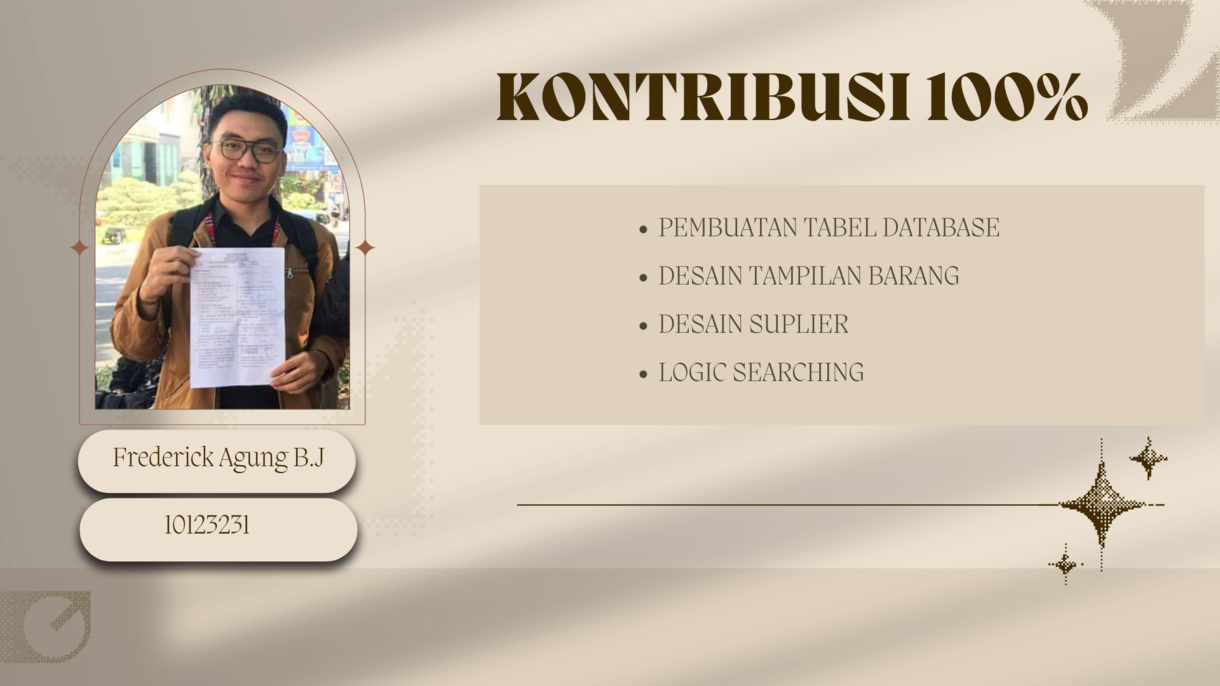 KONTRIBUSI 100%
PEMBUATAN TABEL DATABASE
DESAIN TAMPILAN BARANG
DESAIN SUPLIER
LOGIC SEARCHING
Frederick Agung B.J
10123231